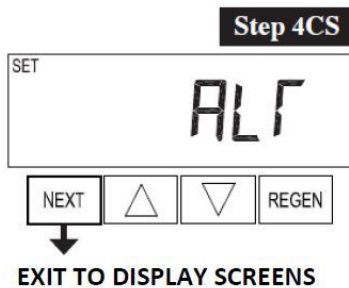 Step 4CS
SET
ALT
NEXT
REGEN
EXIT TO DISPLAY SCREENS